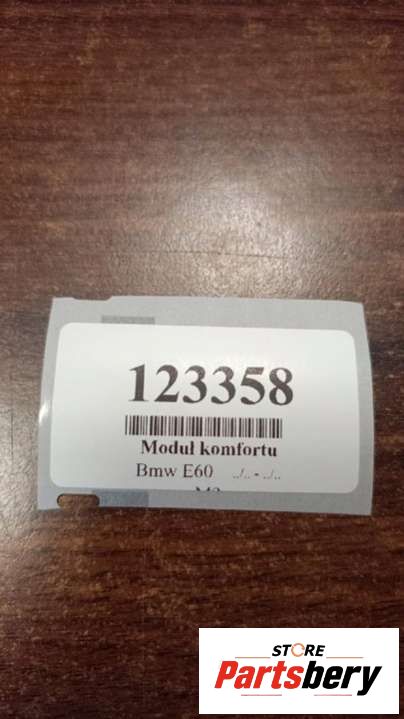 123358
Moduł komfortu
Bmw E60 ../.. - ../..
STORE
Partsbery